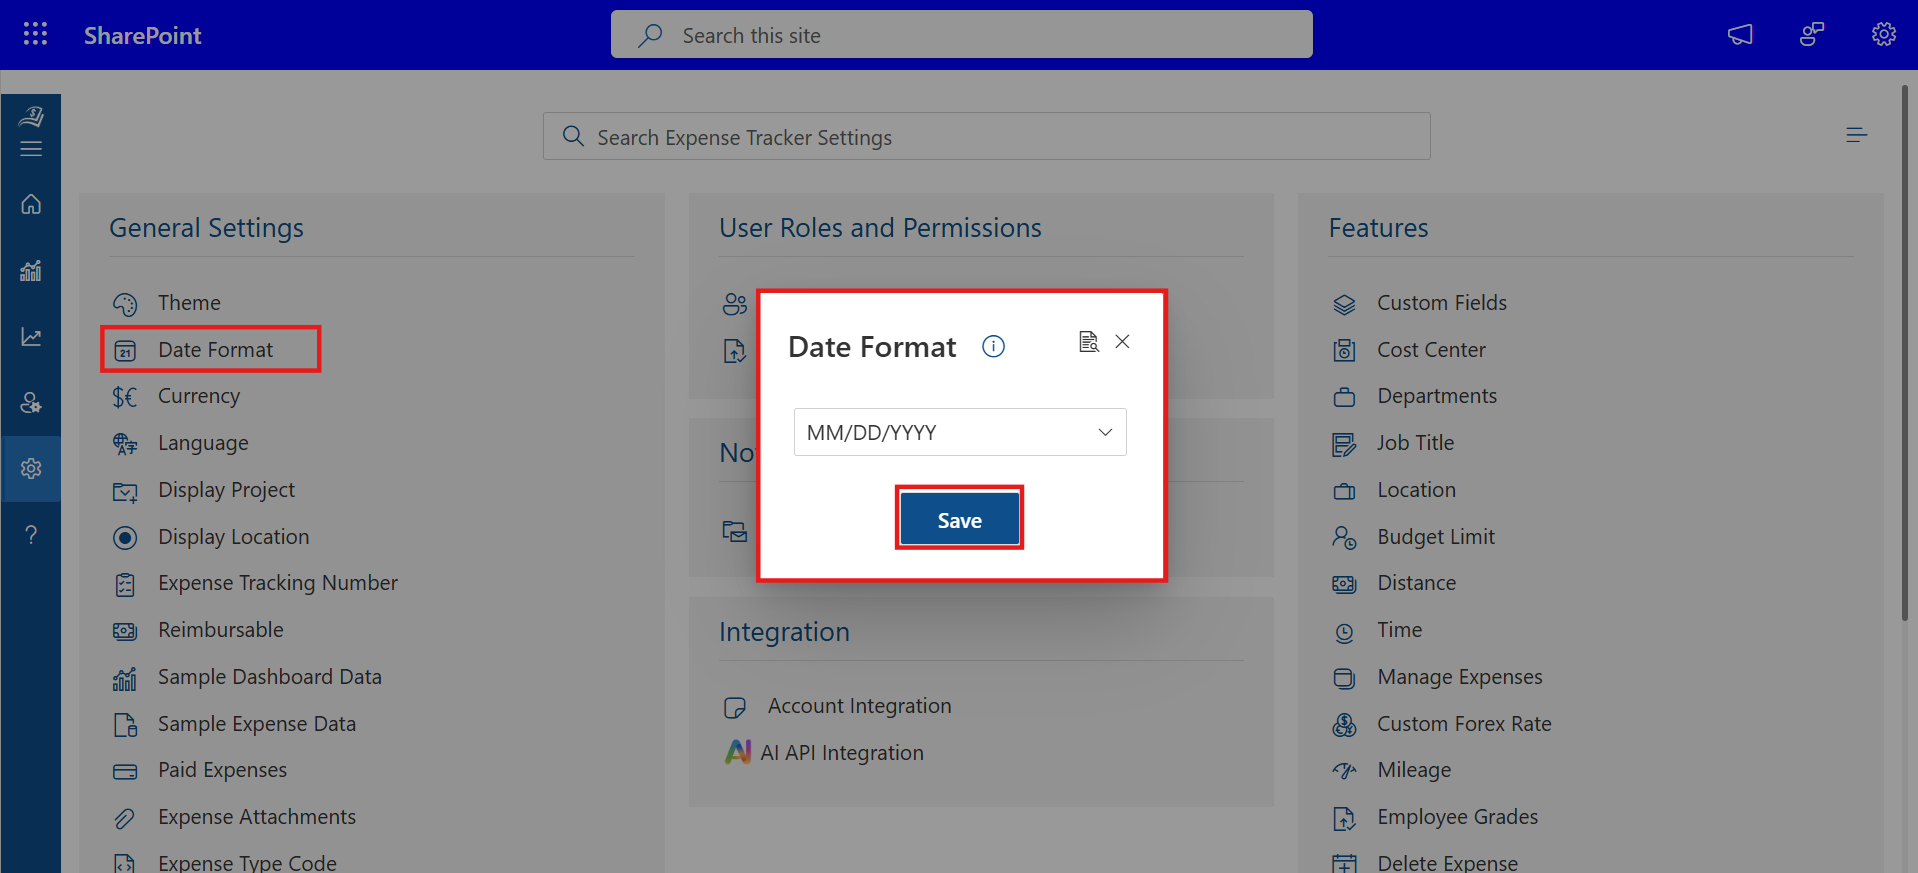 SharePoint
Search this site
Search Expense Tracker Settings
General Settings
Theme
21
Date Format
Currency
Language
Display Project
Display Location
Expense Tracking Number
Reimbursable
Sample Dashboard Data
Sample Expense Data
Paid Expenses
Expense Attachments
Expense Type Code
User Roles and Permissions
No
Integration
Account Integration
AI AI API Integration
Features
Custom Fields
Cost Center
Departments
Job Title
Location
Budget Limit
Distance
Time
Manage Expenses
Custom Forex Rate
Mileage
Employee Grades
Delete Expense
Date Format
MM/DD/YYYY
Save